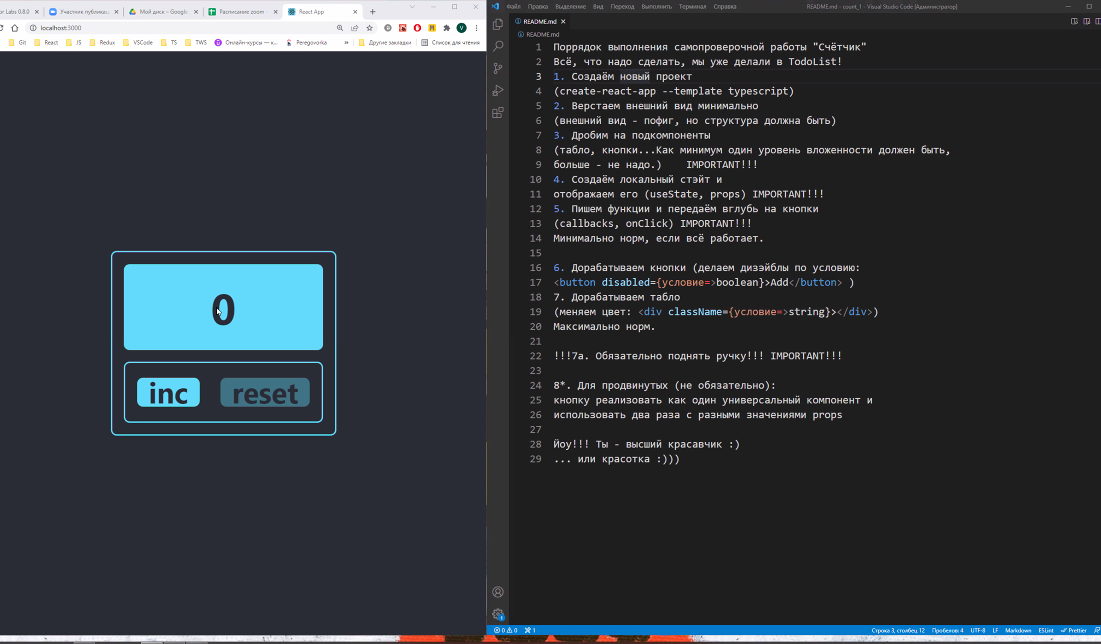 or Labs 0.8.0
Участник публика...
Мой диск – Google
Расписание zoom
React App
localhost:3000
Git
React
JS
Redux
VSCode
TS
TWS
Онлайн-курсы — к...
Peregovorka
»
Другие закладки
Список для чтения
0
inc
reset
Файл Правка Выделение Вид Переход Выполнить Терминал Справка
README.md - count_1 - Visual Studio Code [Администратор]
README.md
README.md
1 Поррядок выполнения самопроверочной работы "Счётчик"
2 Всё, что надо сделать, мы уже делали в TodoList!
3 1. Создаём новый проект
4 (create-react-app --template typescript)
5 2. Верстаем внешний вид минимально
6 (внешний вид - пофиг, но структура должна быть)
7 3. Дробим на подкомпоненты
8 (табло, кнопки...Как минимум один уровень вложенности должен быть,
9 больше - не надо.) IMPORTANT!!!
10 4. Создаём локальный стэйт и
11 отображаем его (useState, props) IMPORTANT!!!
12 5. Пишем функции и передаём вглубь на кнопки
13 (callbacks, onClick) IMPORTANT!!!
14 Минимально норм, если всё работает.
15
16 6. Дорабатываем кнопки (делаем дизэйблы по условию:
17 <button disabled={условие=>boolean}>Add</button> )
18 7. Дорабатываем табло
19 (меняем цвет: <div className={условие=>string}></div>)
20 Максимально норм.
21
22 !!!7а. Обязательно поднять ручку!!! IMPORTANT!!!
23
24 8*. Для продвинутых (не обязательно):
25 кнопку реализовать как один универсальный компонент и
26 использовать два раза с разными значениями props
27
28 Йоу!!! Ты - высший красавчик :)
29 ... или красотка :)))
0 0 1
Строка 3, столбец 12 Пробелов: 4 UTF-8 LF Markdown ESLint Prettier